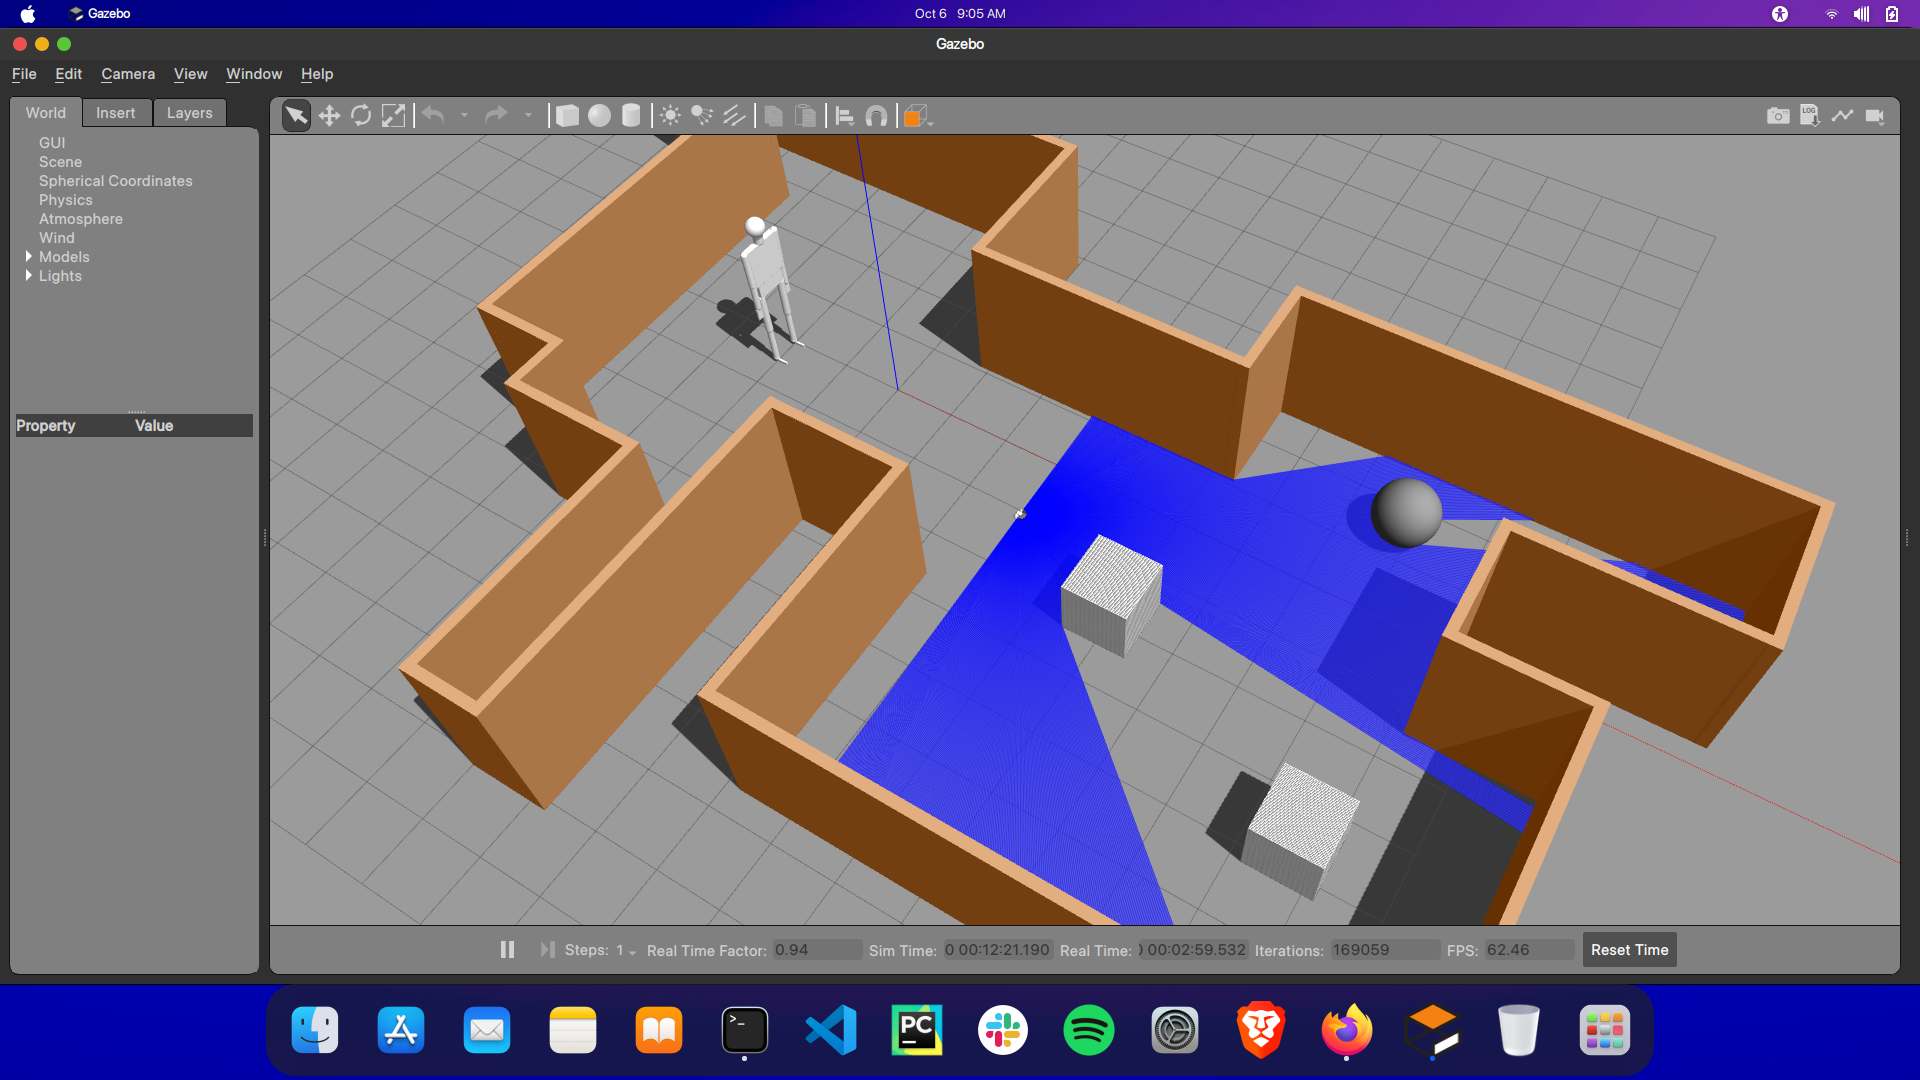 Gazebo
Oct 6 9:05 AM
Gazebo
File Edit Camera View Window Help
World Insert Layers
LOG
GUI
Scene
Spherical Coordinates
Physics
Atmosphere
Wind
Models
Lights
Property Value
Steps: 1 Real Time Factor: 0.94 Sim Time: 0 00:12:21.190 Real Time: 00:02:59.532 Iterations: 169059 FPS: 62.46 Reset Time
>_
PC